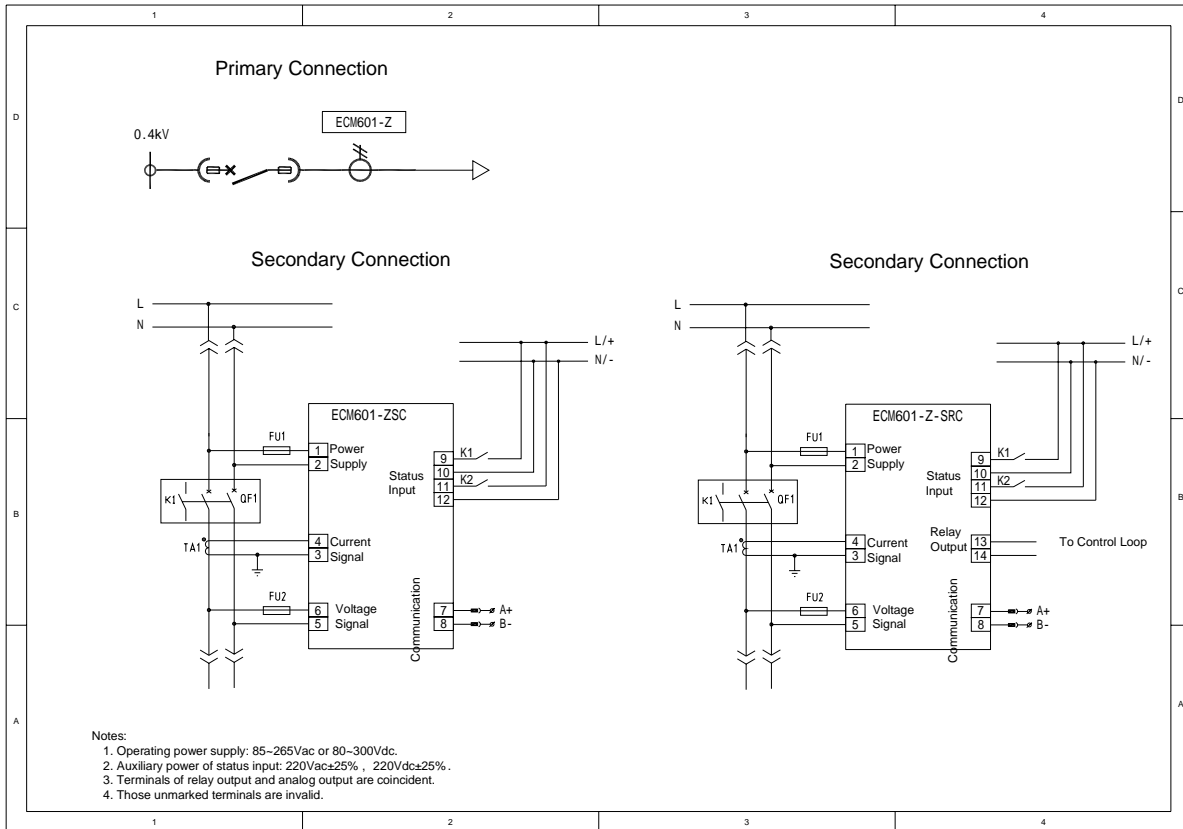 1 2 3 4
D D
Primary Connection
ECM601-Z
0.4kV
Secondary Connection
Secondary Connection
C C
L
N
L/+
N/-
L
N
L/+
N/-
ECM601-ZSC
FU1
1 Power
2 Supply
9 K1
10
11 K2
12
Status
Input
K1
QF1
TA1
4 Current
3 Signal
FU2
6 Voltage
5 Signal
Communication
7 A+
8 B-
ECM601-Z-SRC
FU1
1 Power
2 Supply
9 K1
10
11 K2
12
Status
Input
K1
QF1
TA1
4 Current
3 Signal
Relay
Output
13
14
To Control Loop
FU2
6 Voltage
5 Signal
Communication
7 A+
8 B-
B B
A A
Notes:
1. Operating power supply: 85~265Vac or 80~300Vdc.
2. Auxiliary power of status input: 220Vac±25% , 220Vdc±25% .
3. Terminals of relay output and analog output are coincident.
4. Those unmarked terminals are invalid.
1 2 3 4